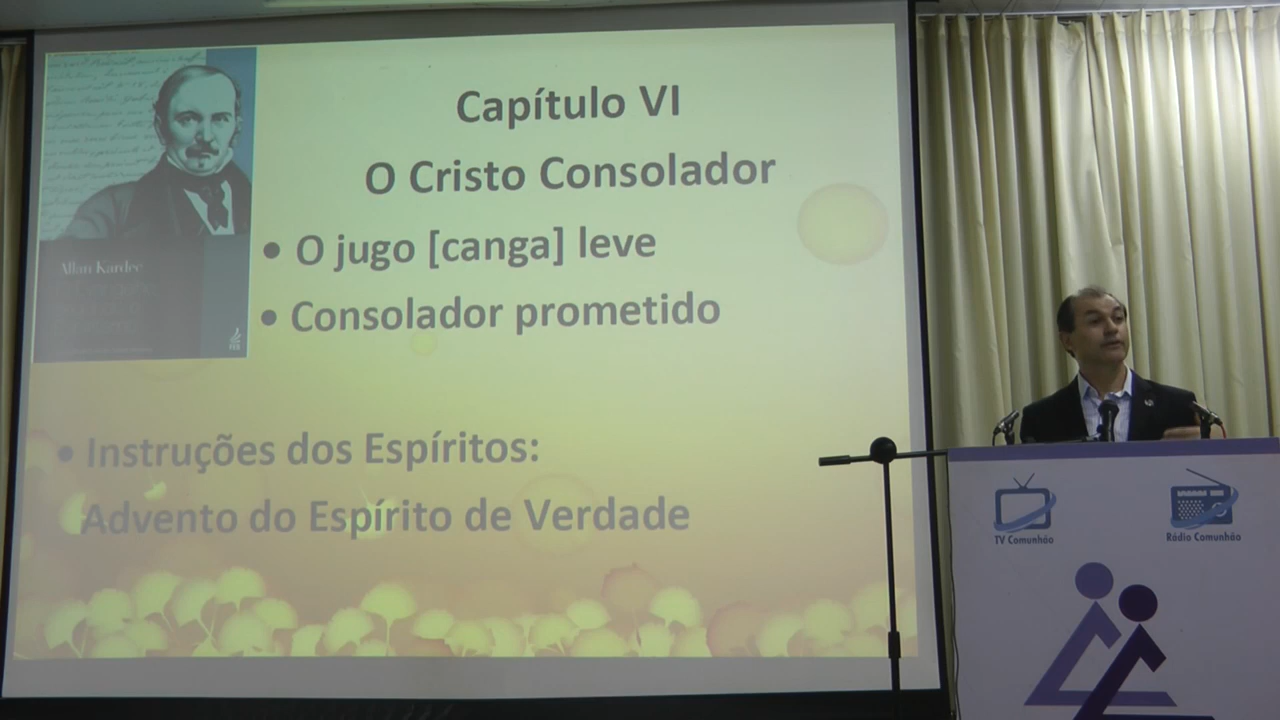 Capítulo VI
O Cristo Consolador
• O jugo [canga] leve
• Consolador prometido
Allan Kardec
FEB
• Instruções dos Espíritos:
Advento do Espírito de Verdade
TV Comunhão
Rádio Comunhão